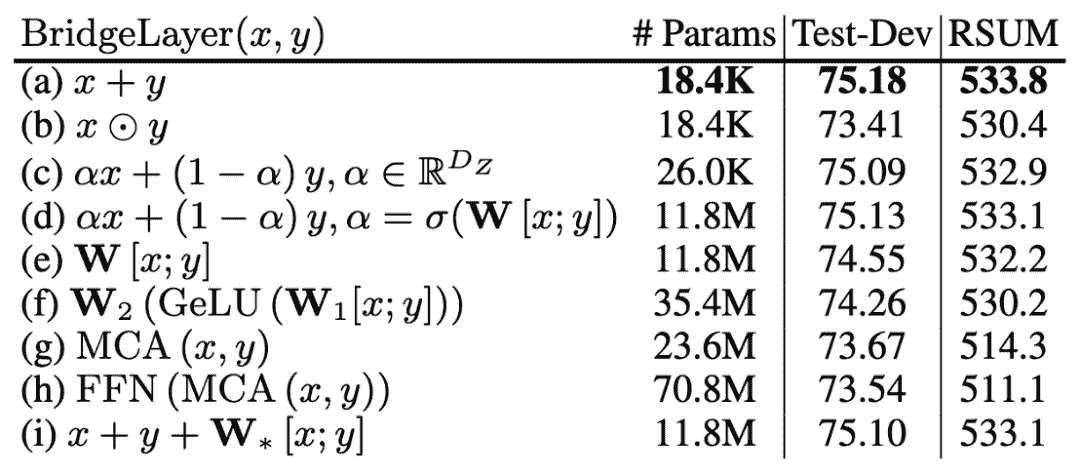 BridgeLayer(x, y) # Params Test-Dev RSUM
(a) x + y 18.4K 75.18 533.8
(b) x ⊙ y 18.4K 73.41 530.4
(c) αx + (1 − α) y, α ∈ ℝ^{D_Z} 26.0K 75.09 532.9
(d) αx + (1 − α) y, α = σ(W [x; y]) 11.8M 75.13 533.1
(e) W [x; y] 11.8M 74.55 532.2
(f) W₂ (GeLU (W₁[x; y])) 35.4M 74.26 530.2
(g) MCA (x, y) 23.6M 73.67 514.3
(h) FFN (MCA (x, y)) 70.8M 73.54 511.1
(i) x + y + W_* [x; y] 11.8M 75.10 533.1